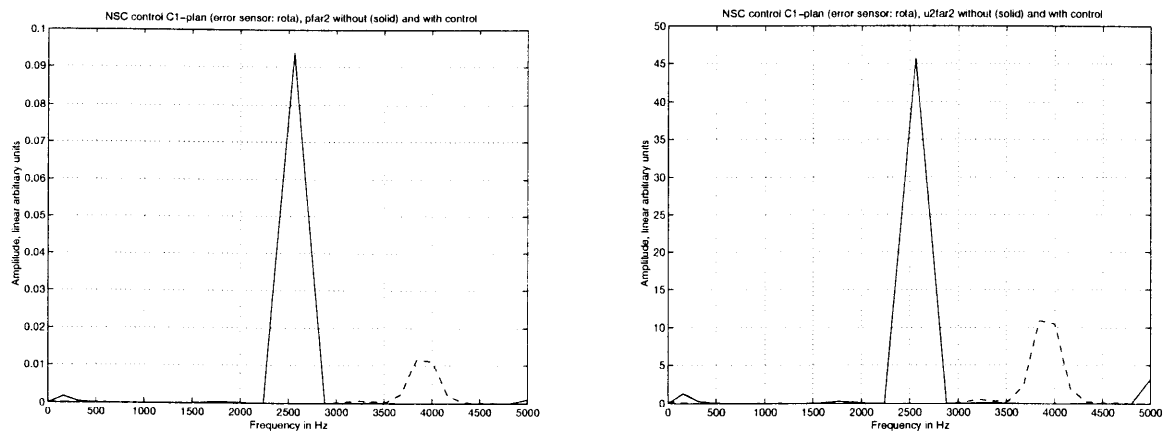 NSC control C1-plan (error sensor: rota), pfar2 without (solid) and with control
0.1
0.09
0.08
0.07
0.06
0.05
0.04
0.03
0.02
0.01
0
Amplitude, linear arbitrary units
0 500 1000 1500 2000 2500 3000 3500 4000 4500 5000
Frequency in Hz
NSC control C1-plan (error sensor: rota), u2far2 without (solid) and with control
50
45
40
35
30
25
20
15
10
5
0
Amplitude, linear arbitrary units
0 500 1000 1500 2000 2500 3000 3500 4000 4500 5000
Frequency in Hz